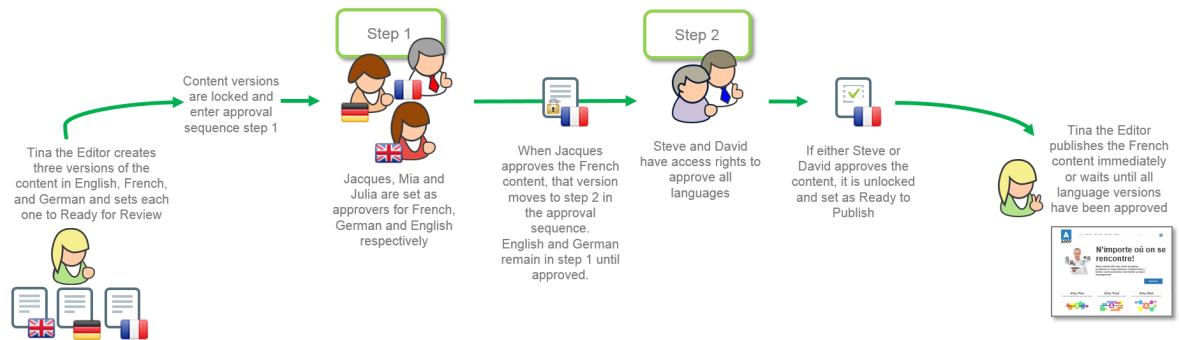 Tina the Editor creates
three versions of the
content in English, French,
and German and sets each
one to Ready for Review
Content versions
are locked and
enter approval
sequence step 1
Step 1
Jacques, Mia and
Julia are set as
approvers for French,
German and English
respectively
When Jacques
approves the French
content, that version
moves to step 2 in
the approval
sequence.
English and German
remain in step 1 until
approved.
Step 2
Steve and David
have access rights to
approve all
languages
If either Steve or
David approves the
content, it is unlocked
and set as Ready to
Publish
Tina the Editor
publishes the French
content immediately
or waits until all
language versions
have been approved
N'importe où on se
rencontre!
Alloy Plan
Alloy Track
Alloy Meet